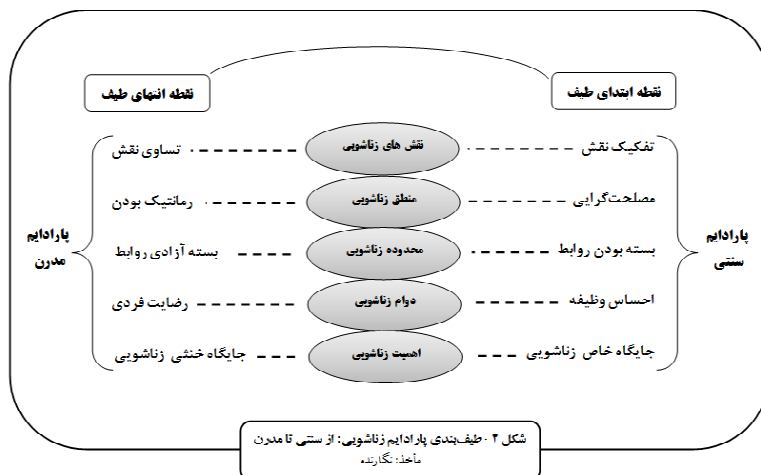 نقطه ابتدای طیف
نقطه انتهای طیف
تفکیک نقش
نقش های زناشویی
تساوی نقش
مصلحت‌گرایی
منطق زناشویی
رمانتیک بودن
بسته بودن روابط
محدوده زناشویی
بسته آزادی روابط
احساس وظیفه
دوام زناشویی
رضایت فردی
جایگاه خاص زناشویی
اهمیت زناشویی
جایگاه خنثی زناشویی
پارادایم
سنتی
پارادایم
مدرن
شکل ۲ - طیف‌بندی پارادایم زناشویی: از سنتی تا مدرن
مأخذ: نگارنده